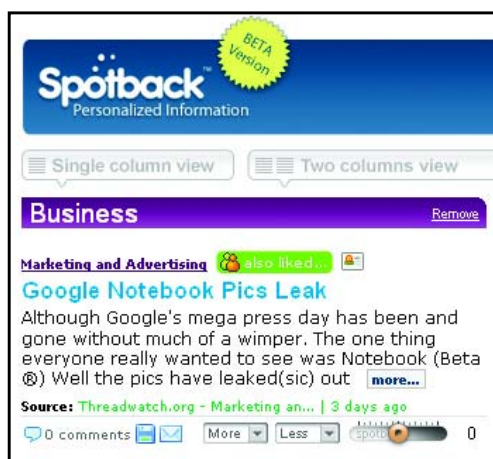 BETA
Version
Spotback™
Personalized Information
Single column view
Two columns view
Business
Remove
Marketing and Advertising
also liked...
Google Notebook Pics Leak
Although Google's mega press day has been and
gone without much of a wimper. The one thing
everyone really wanted to see was Notebook (Beta
®) Well the pics have leaked(sic) out more...
Source: Threadwatch.org - Marketing an... | 3 days ago
0 comments More Less 0